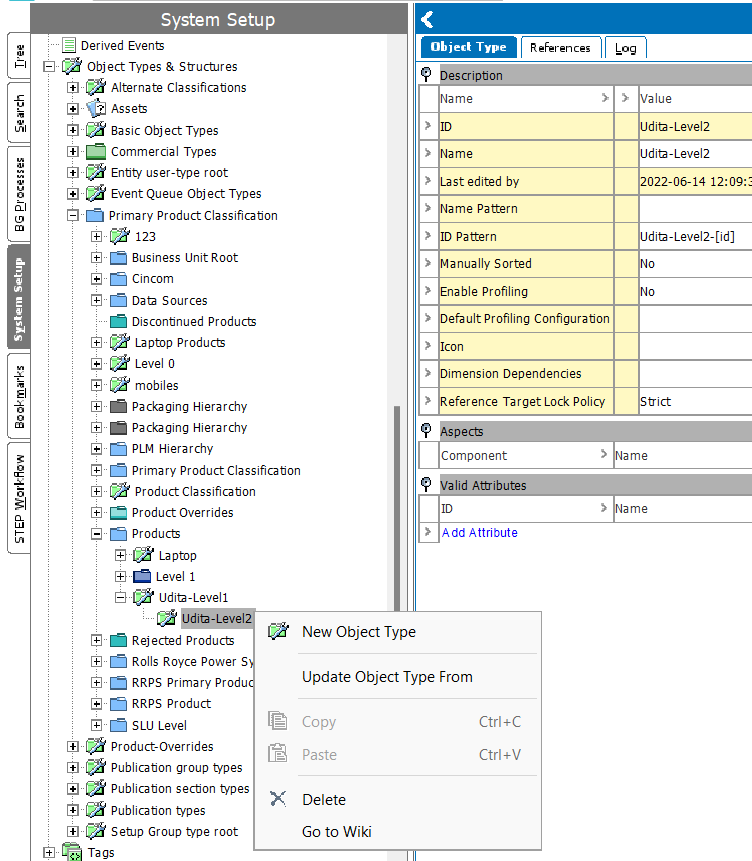 System Setup
Tree
Search
BG Processes
System Setup
Bookmarks
STEP Workflow
Derived Events
Object Types & Structures
Alternate Classifications
Assets
Basic Object Types
Commercial Types
Entity user-type root
Event Queue Object Types
Primary Product Classification
123
Business Unit Root
Cincom
Data Sources
Discontinued Products
Laptop Products
Level 0
mobiles
Packaging Hierarchy
Packaging Hierarchy
PLM Hierarchy
Primary Product Classification
Product Classification
Product Overrides
Products
Laptop
Level 1
Udita-Level1
Udita-Level2
Rejected Products
Rolls Royce Power Sy
RRPS Primary Produc
RRPS Product
SLU Level
Product-Overrides
Publication group types
Publication section types
Publication types
Setup Group type root
Tags
New Object Type
Update Object Type From
Copy Ctrl+C
Paste Ctrl+V
Delete
Go to Wiki
Object Type References Log
Description
Name > > Value
ID Udita-Level2
Name Udita-Level2
Last edited by 2022-06-14 12:09:3
Name Pattern
ID Pattern Udita-Level2-[id]
Manually Sorted No
Enable Profiling No
Default Profiling Configuration
Icon
Dimension Dependencies
Reference Target Lock Policy Strict
Aspects
Component > Name
Valid Attributes
ID > Name
Add Attribute